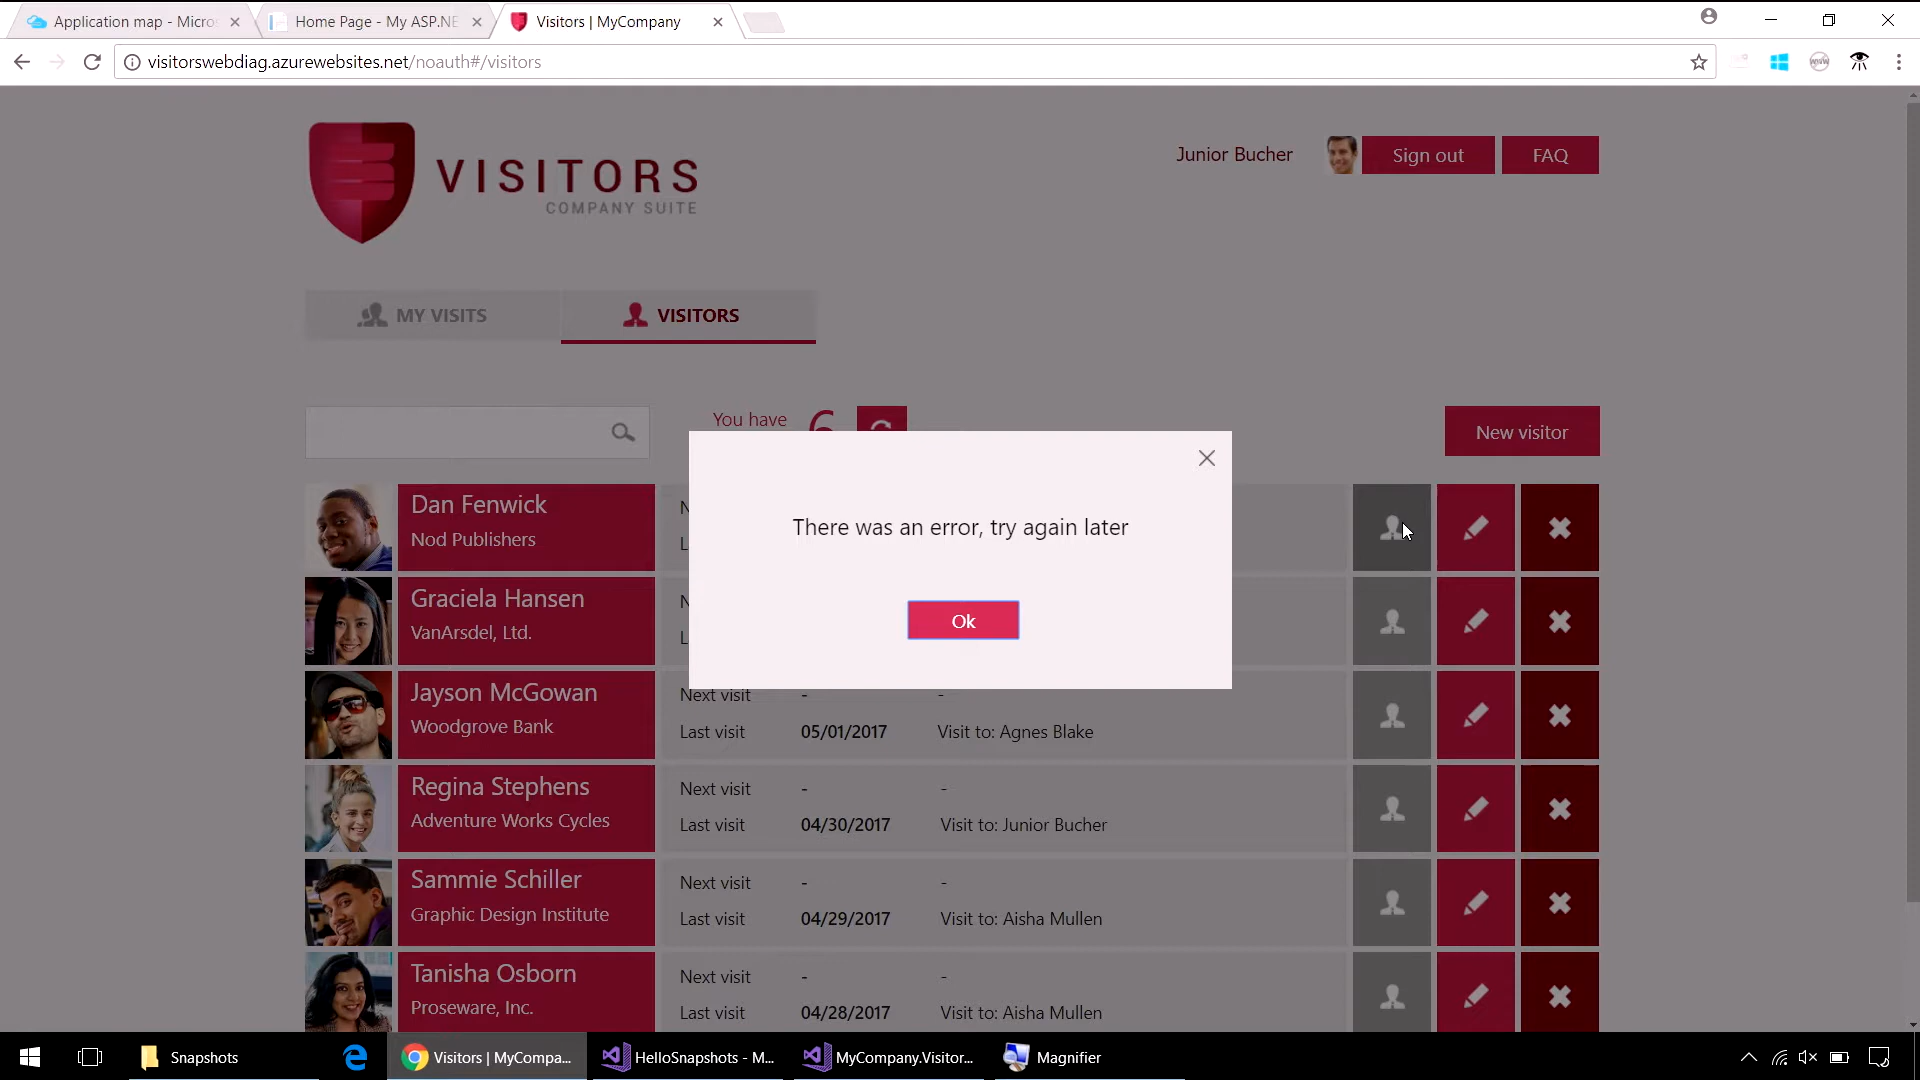 Application map - Micros
Home Page - My ASP.NE
Visitors | MyCompany
visitorswebdiag.azurewebsites.net/noauth#/visitors
VISITORS
COMPANY SUITE
Junior Bucher
Sign out
FAQ
MY VISITS
VISITORS
You have
6
New visitor
There was an error, try again later
Ok
Dan Fenwick
Nod Publishers
Graciela Hansen
VanArsdel, Ltd.
Jayson McGowan
Woodgrove Bank
Next visit - -
Last visit 05/01/2017 Visit to: Agnes Blake
Regina Stephens
Adventure Works Cycles
Next visit - -
Last visit 04/30/2017 Visit to: Junior Bucher
Sammie Schiller
Graphic Design Institute
Next visit - -
Last visit 04/29/2017 Visit to: Aisha Mullen
Tanisha Osborn
Proseware, Inc.
Next visit - -
Last visit 04/28/2017 Visit to: Aisha Mullen
Snapshots
Visitors | MyCompa...
HelloSnapshots - M...
MyCompany.Visitor...
Magnifier